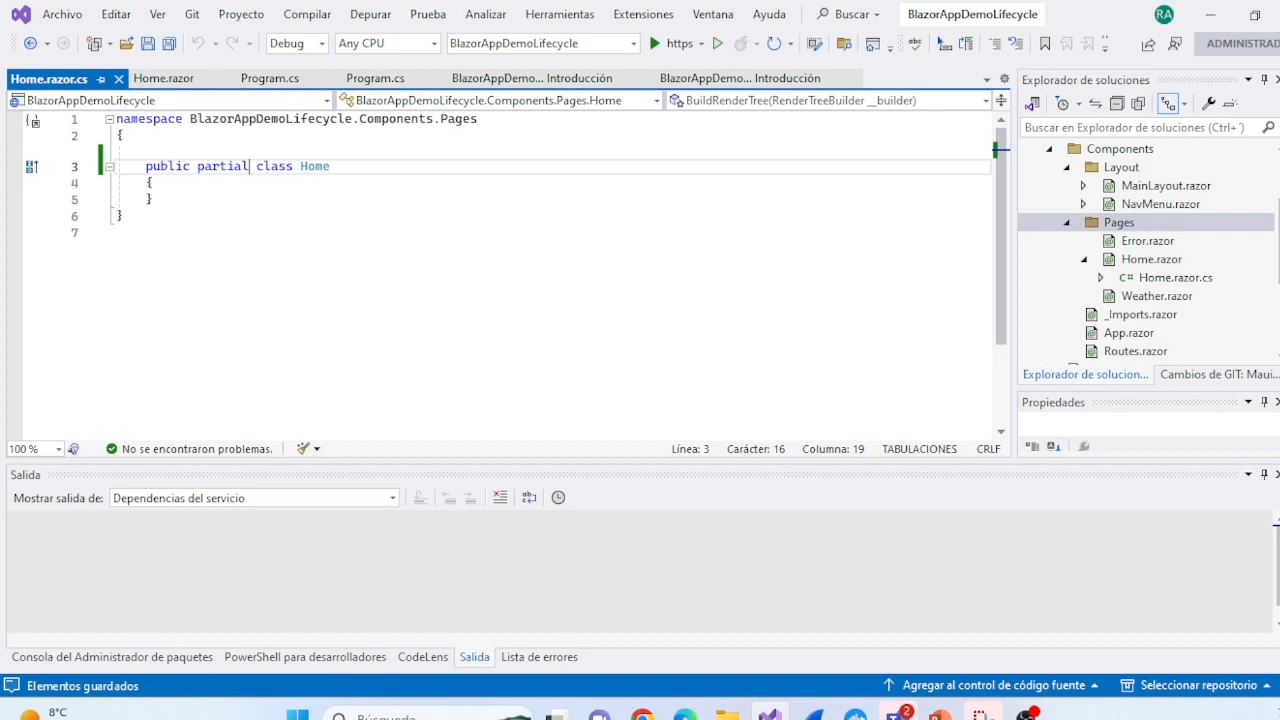 Archivo Editar Ver Git Proyecto Compilar Depurar Prueba Analizar Herramientas Extensiones Ventana Ayuda Buscar BlazorAppDemoLifecycle RA
Debug Any CPU BlazorAppDemoLifecycle https ADMINISTRAD
Home.razor.cs Home.razor Program.cs Program.cs BlazorAppDemo... Introducción BlazorAppDemo... Introducción
BlazorAppDemoLifecycle BlazorAppDemoLifecycle.Components.Pages.Home BuildRenderTree(RenderTreeBuilder __builder)
1 namespace BlazorAppDemoLifecycle.Components.Pages
2 {
3 public partial class Home
4 {
5 }
6 }
7
100 % No se encontraron problemas. Línea: 3 Carácter: 16 Columna: 19 TABULACIONES CRLF
Explorador de soluciones
Buscar en Explorador de soluciones (Ctrl+´)
Components
Layout
MainLayout.razor
NavMenu.razor
Pages
Error.razor
Home.razor
C# Home.razor.cs
Weather.razor
_Imports.razor
App.razor
Routes.razor
Explorador de solucion... Cambios de GIT: Maui...
Propiedades
Salida
Mostrar salida de: Dependencias del servicio
Consola del Administrador de paquetes PowerShell para desarrolladores CodeLens Salida Lista de errores
Elementos guardados Agregar al control de código fuente Seleccionar repositorio
8°C Búsqueda 2